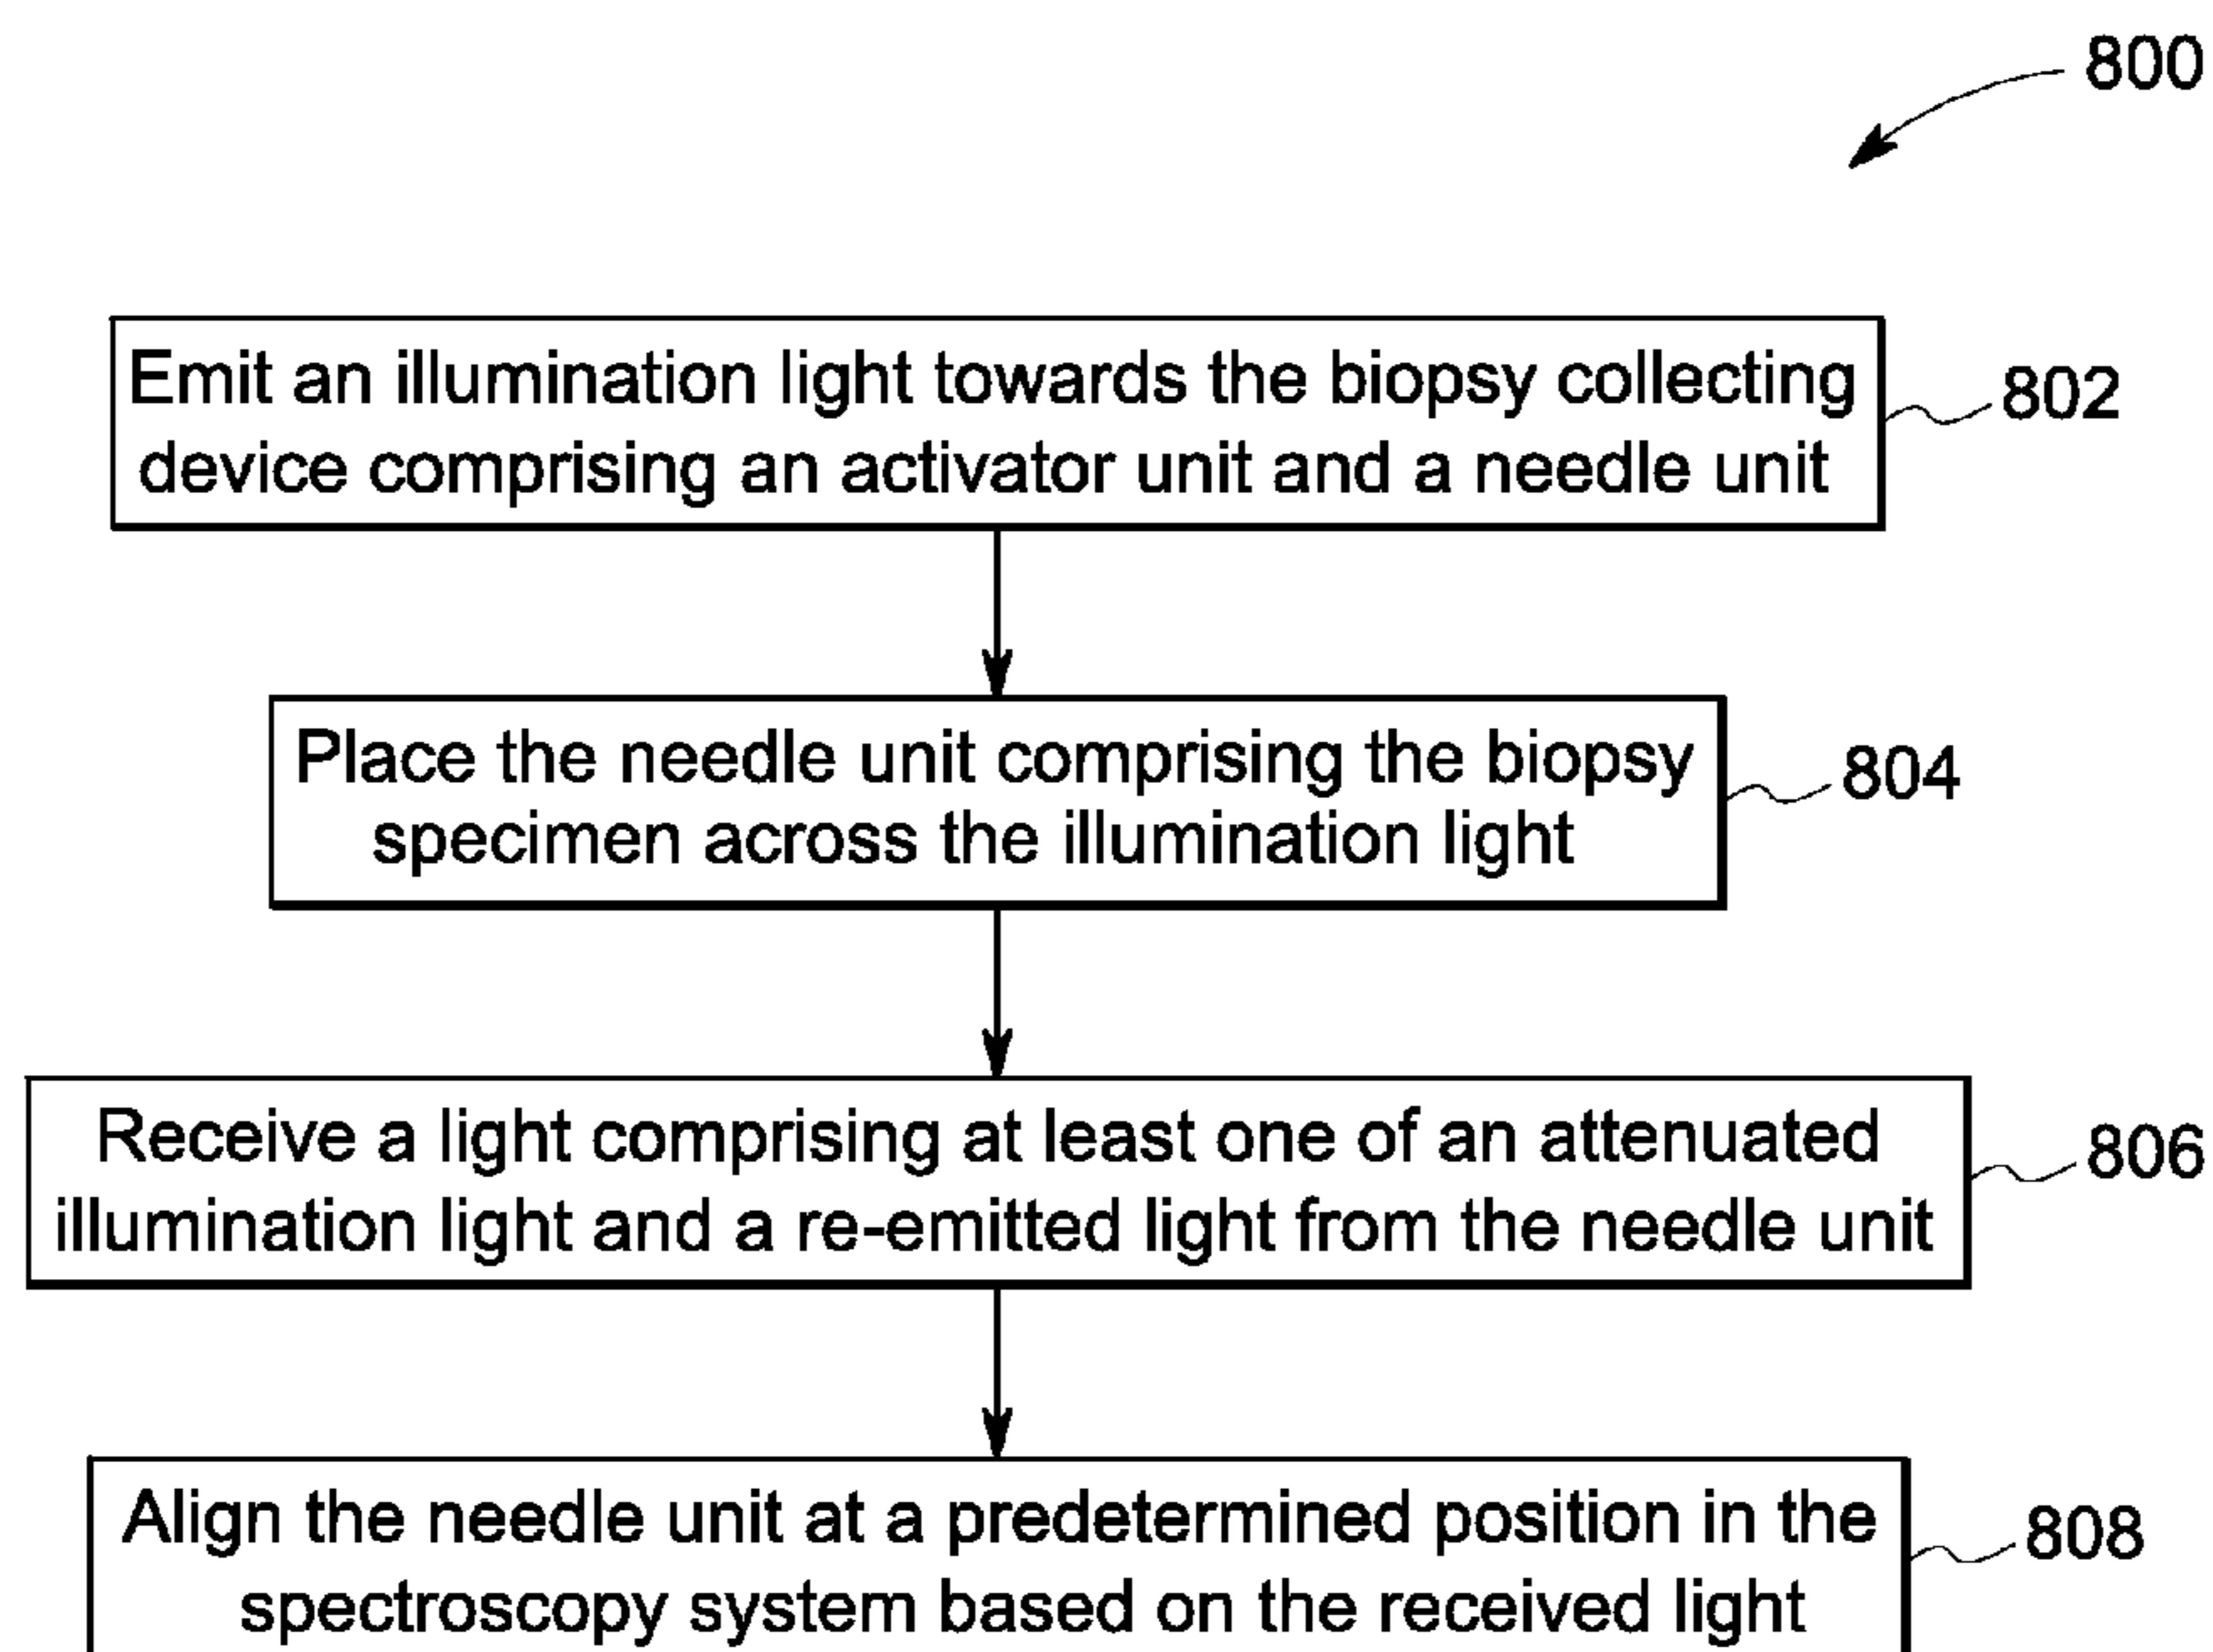 800
Emit an illumination light towards the biopsy collecting
device comprising an activator unit and a needle unit
802
Place the needle unit comprising the biopsy
specimen across the illumination light
804
Receive a light comprising at least one of an attenuated
illumination light and a re-emitted light from the needle unit
806
Align the needle unit at a predetermined position in the
spectroscopy system based on the received light
808